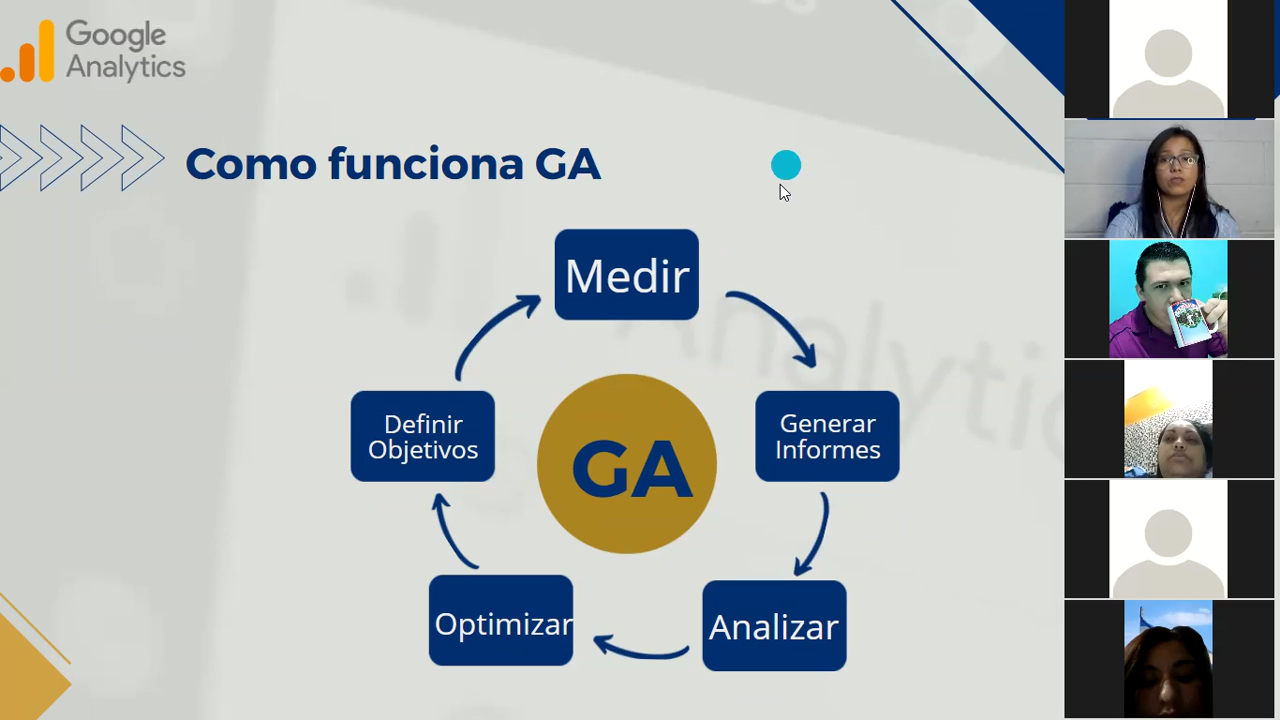 Google
Analytics
Como funciona GA
Medir
Definir
Objetivos
Generar
Informes
GA
Optimizar
Analizar